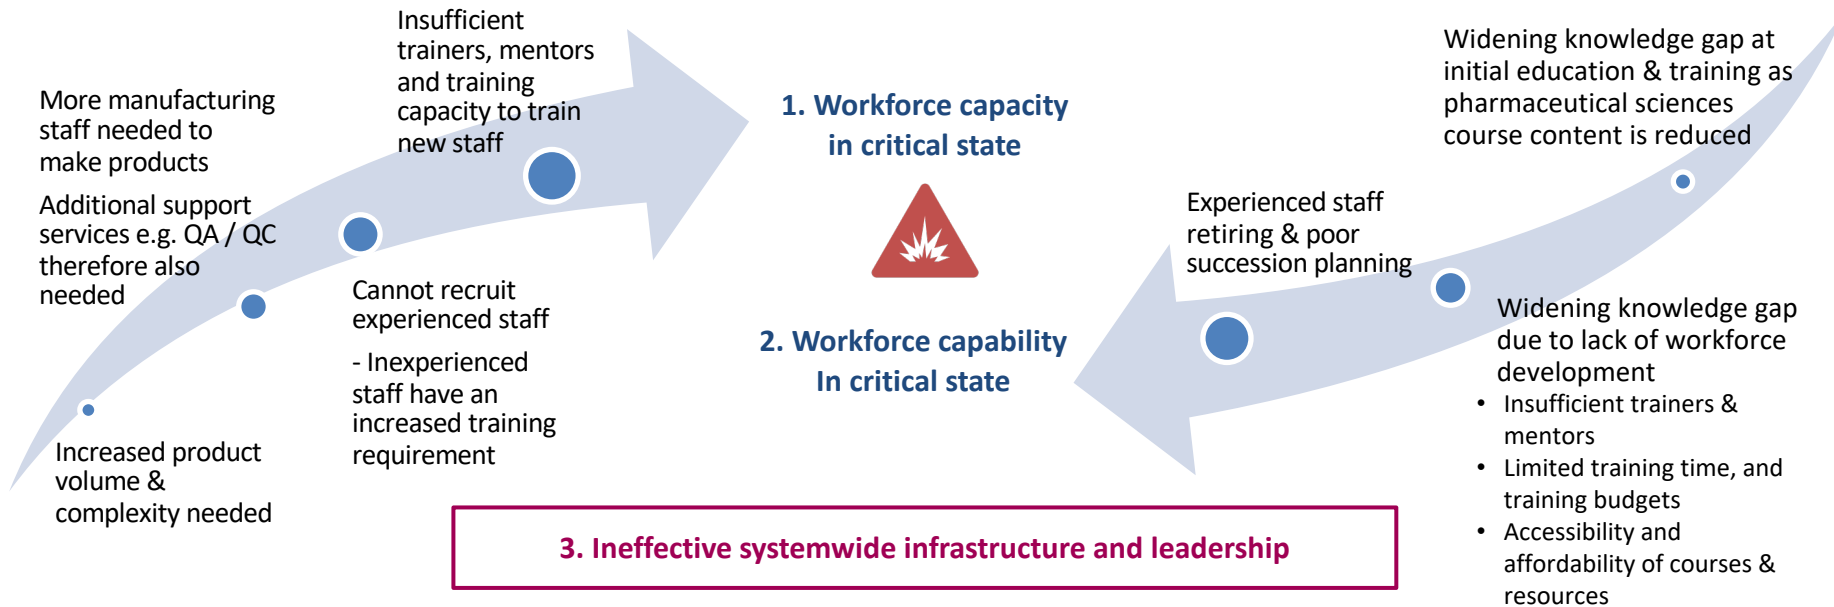 Insufficient
trainers, mentors
and training
capacity to train
new staff
More manufacturing
staff needed to
make products
Additional support
services e.g. QA / QC
therefore also
needed
Cannot recruit
experienced staff
- Inexperienced
staff have an
increased training
requirement
Increased product
volume &
complexity needed
1. Workforce capacity
in critical state
2. Workforce capability
In critical state
Widening knowledge gap at
initial education & training as
pharmaceutical sciences
course content is reduced
Experienced staff
retiring & poor
succession planning
Widening knowledge gap
due to lack of workforce
development
• Insufficient trainers &
mentors
• Limited training time, and
training budgets
• Accessibility and
affordability of courses &
resources
3. Ineffective systemwide infrastructure and leadership